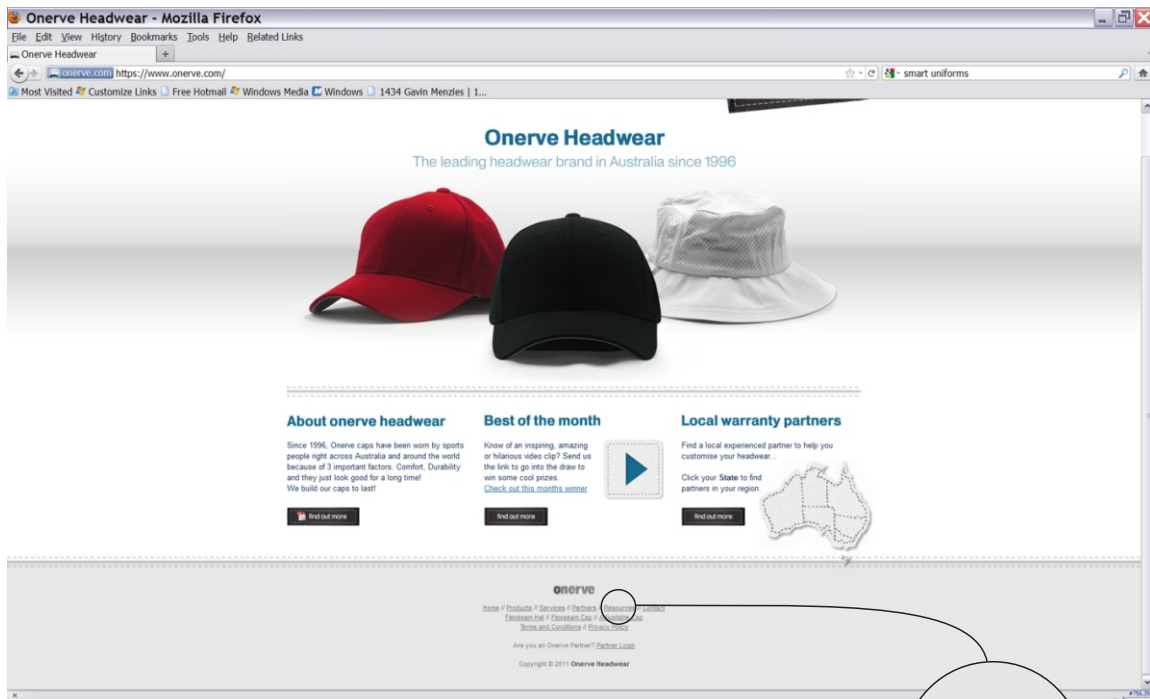 Onerve Headwear - Mozilla Firefox
File Edit View History Bookmarks Tools Help Related Links
Onerve Headwear +
onerve.com https://www.onerve.com/ smart uniforms
Most Visited Customize Links Free Hotmail Windows Media Windows 1434 Gavin Menzies | 1...
Onerve Headwear
The leading headwear brand in Australia since 1996
About onerve headwear
Since 1996, Onerve caps have been worn by sports
people right across Australia and around the world
because of 3 important factors. Comfort, Durability
and they just look good for a long time!
We build our caps to last!
find out more
Best of the month
Know of an inspiring, amazing
or hilarious video clip? Send us
the link to go into the draw to
win some cool prizes.
Check out this months winner
find out more
Local warranty partners
Find a local experienced partner to help you
customise your headwear...
Click your State to find
partners in your region.
find out more
onerve
Home // Products // Services // Partners // Resources // Contact
Flexseam Hat // Flexseam Cap // Adjustable Cap
Terms and Conditions // Privacy Policy
Are you an Onerve Partner? Partner Login
Copyright © 2011 Onerve Headwear